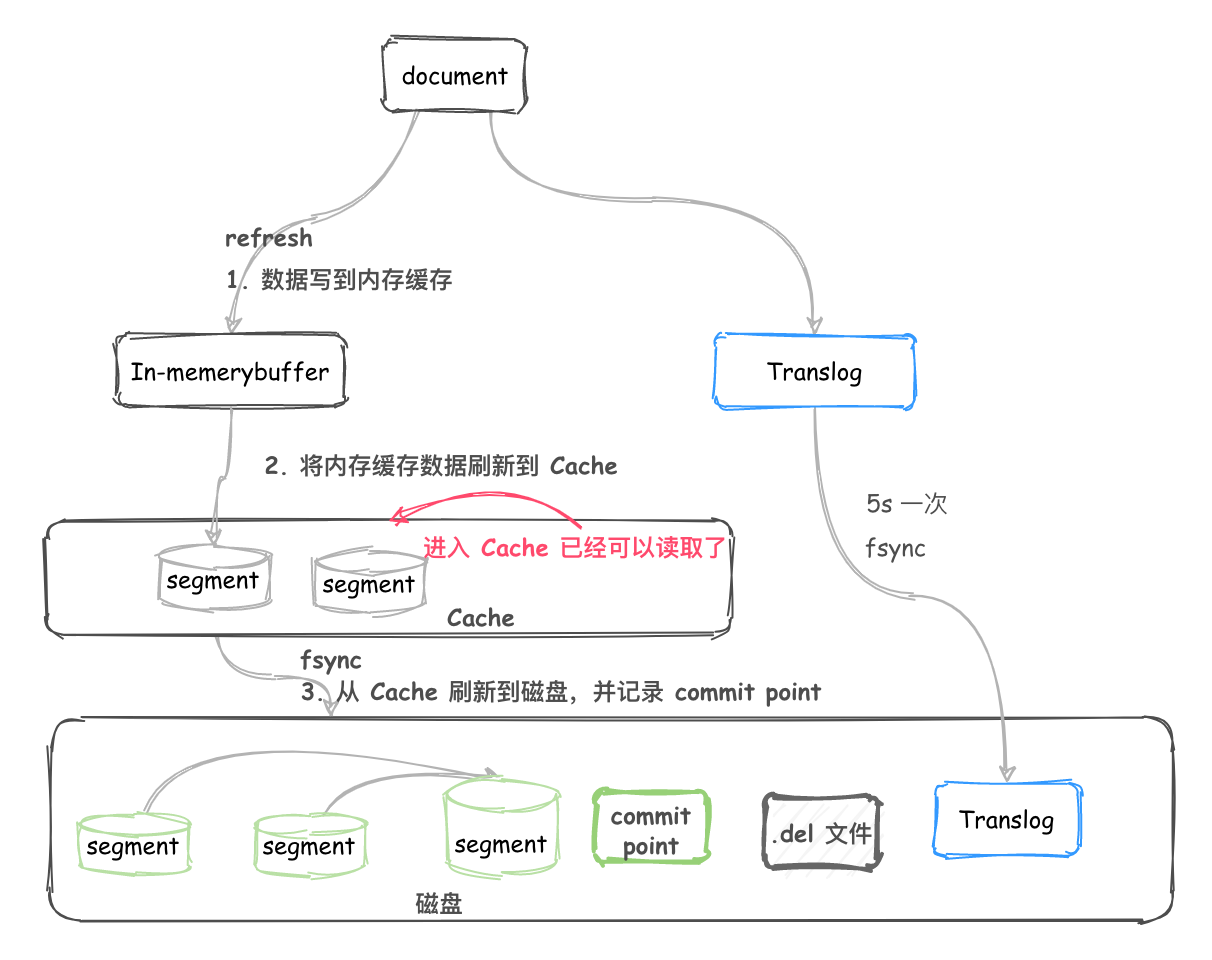 document
refresh
1. 数据写到内存缓存
In-memerybuffer
Translog
2. 将内存缓存数据刷新到 Cache
5s 一次
fsync
进入 Cache 已经可以读取了
segment
segment
Cache
fsync
3. 从 Cache 刷新到磁盘，并记录 commit point
segment
segment
segment
commit
point
.del 文件
Translog
磁盘